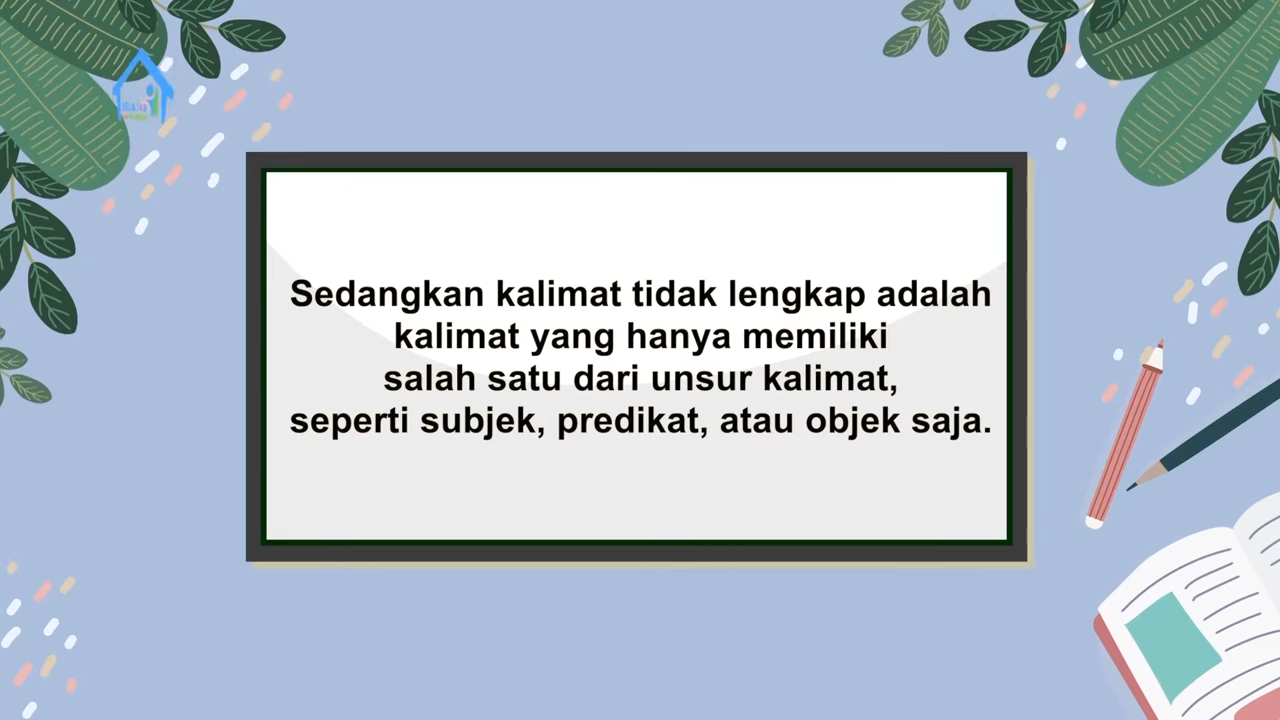 Sedangkan kalimat tidak lengkap adalah
kalimat yang hanya memiliki
salah satu dari unsur kalimat,
seperti subjek, predikat, atau objek saja.